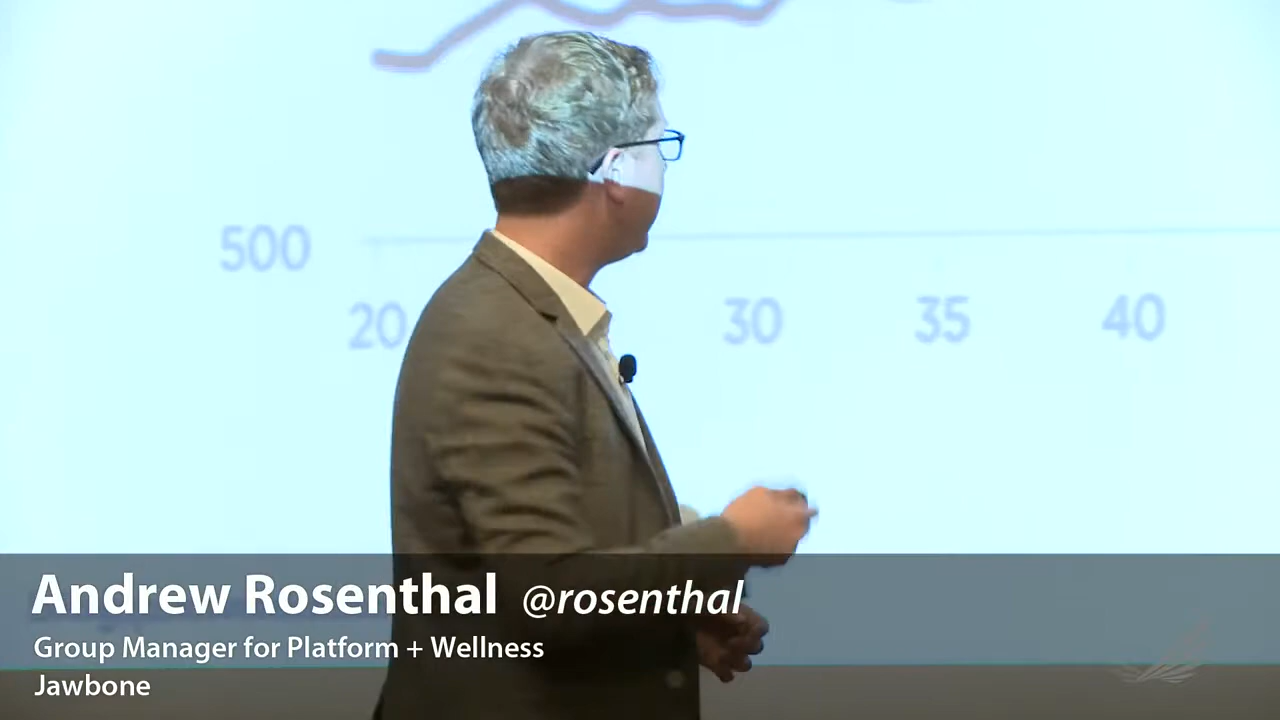 500
20 30 35 40
Andrew Rosenthal @rosenthal
Group Manager for Platform + Wellness
Jawbone